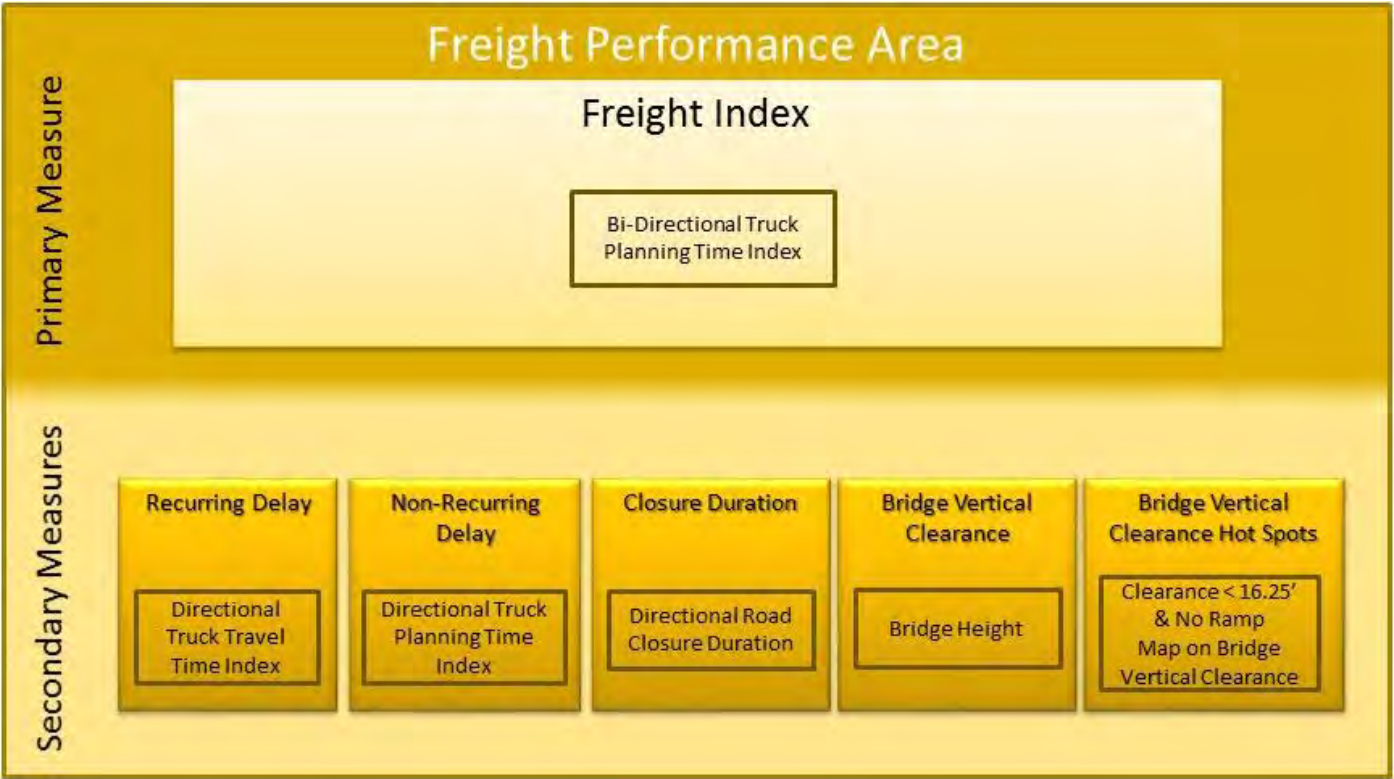 Freight Performance Area
Primary Measure
Freight Index
Bi-Directional Truck
Planning Time Index
Secondary Measures
Recurring Delay
Directional
Truck Travel
Time Index
Non-Recurring
Delay
Directional Truck
Planning Time
Index
Closure Duration
Directional Road
Closure Duration
Bridge Vertical
Clearance
Bridge Height
Bridge Vertical
Clearance Hot Spots
Clearance < 16.25′
& No Ramp
Map on Bridge
Vertical Clearance